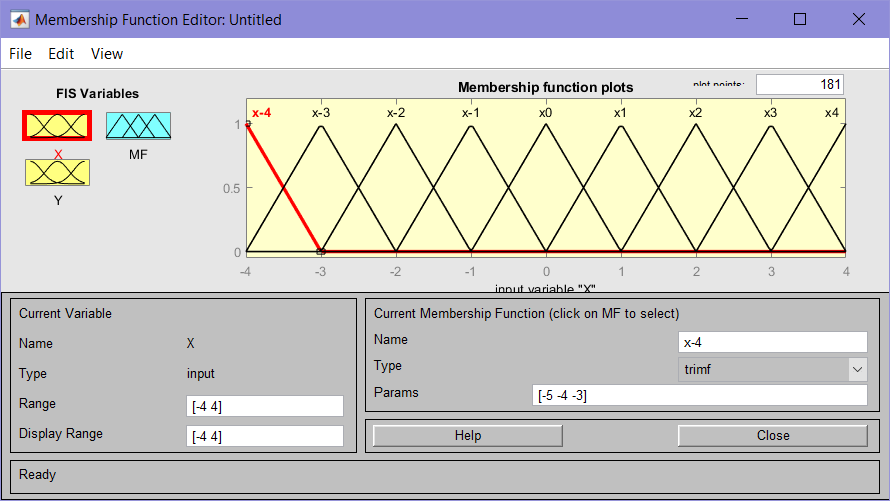 Membership Function Editor: Untitled
File Edit View
FIS Variables
X
MF
Y
Membership function plots
plot points:
181
x-4 x-3 x-2 x-1 x0 x1 x2 x3 x4
1
0.5
0
-4 -3 -2 -1 0 1 2 3 4
input variable "X"
Current Variable
Name X
Type input
Range [-4 4]
Display Range [-4 4]
Current Membership Function (click on MF to select)
Name x-4
Type trimf
Params [-5 -4 -3]
Help Close
Ready